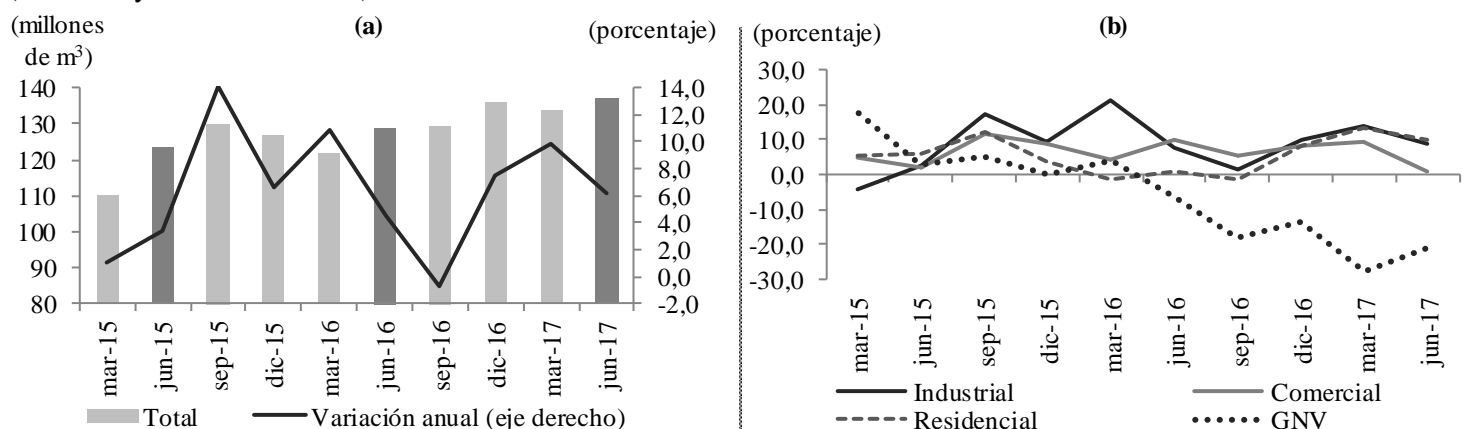 (millones
de m³)
(a)
(porcentaje)
140
130
120
110
100
90
80
14,0
12,0
10,0
8,0
6,0
4,0
2,0
0,0
-2,0
mar-15
jun-15
sep-15
dic-15
mar-16
jun-16
sep-16
dic-16
mar-17
jun-17
Total
Variación anual (eje derecho)
(porcentaje)
(b)
30,0
20,0
10,0
0,0
-10,0
-20,0
-30,0
mar-15
jun-15
sep-15
dic-15
mar-16
jun-16
sep-16
dic-16
mar-17
jun-17
Industrial
Comercial
Residencial
GNV